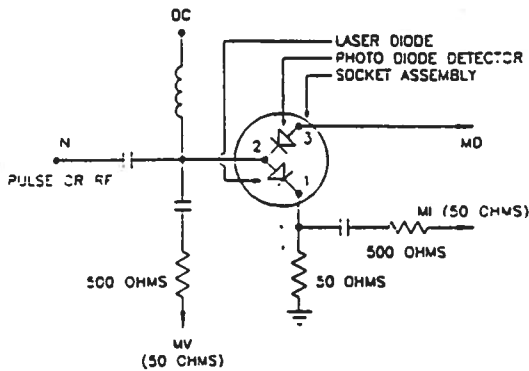 DC
LASER DIODE
PHOTO DIODE DETECTOR
SOCKET ASSEMBLY
N
2
3
1
MO
PULSE OR RF
MI (50 OHMS)
500 OHMS
500 OHMS
50 OHMS
MV
(50 OHMS)